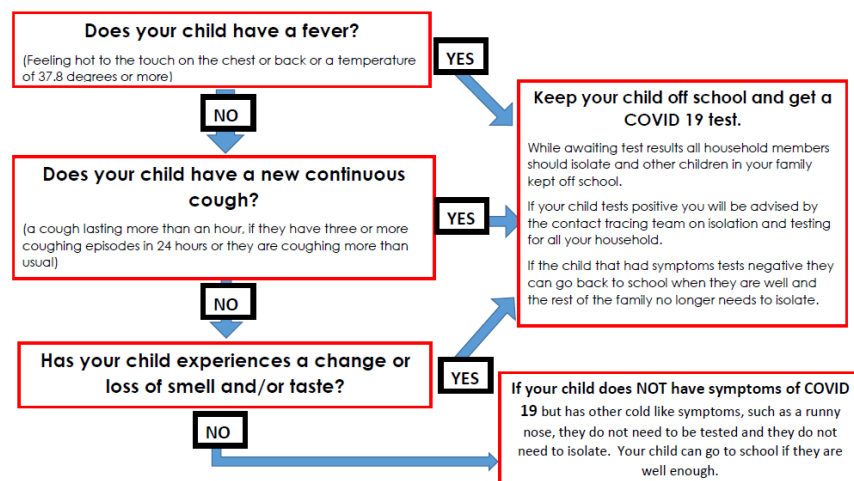 Does your child have a fever?
(Feeling hot to the touch on the chest or back or a temperature
of 37.8 degrees or more)
YES
NO
Keep your child off school and get a
COVID 19 test.
While awaiting test results all household members
should isolate and other children in your family
kept off school.
If your child tests positive you will be advised by
the contact tracing team on isolation and testing
for all your household.
If the child that had symptoms tests negative they
can go back to school when they are well and
the rest of the family no longer needs to isolate.
Does your child have a new continuous
cough?
(a cough lasting more than an hour, if they have three or more
coughing episodes in 24 hours or they are coughing more than
usual)
YES
NO
Has your child experiences a change or
loss of smell and/or taste?
YES
NO
If your child does NOT have symptoms of COVID
19 but has other cold like symptoms, such as a runny
nose, they do not need to be tested and they do not
need to isolate. Your child can go to school if they are
well enough.